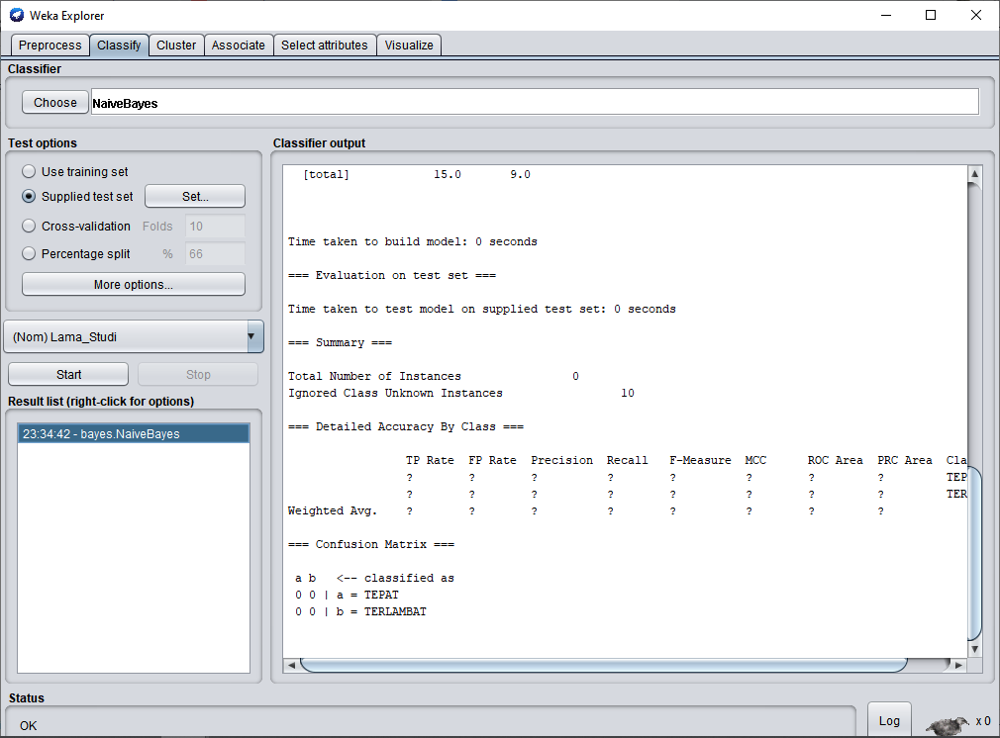 Weka Explorer
Preprocess Classify Cluster Associate Select attributes Visualize
Classifier
Choose NaiveBayes
Test options
Use training set
Supplied test set Set...
Cross-validation Folds 10
Percentage split % 66
More options...
(Nom) Lama_Studi
Start Stop
Result list (right-click for options)
23:34:42 - bayes.NaiveBayes
Classifier output
[total] 15.0 9.0
Time taken to build model: 0 seconds
=== Evaluation on test set ===
Time taken to test model on supplied test set: 0 seconds
=== Summary ===
Total Number of Instances 0
Ignored Class Unknown Instances 10
=== Detailed Accuracy By Class ===
TP Rate FP Rate Precision Recall F-Measure MCC ROC Area PRC Area Cla
? ? ? ? ? ? ? ? TEP
? ? ? ? ? ? ? ? TER
Weighted Avg. ? ? ? ? ? ? ? ?
=== Confusion Matrix ===
a b <-- classified as
0 0 | a = TEPAT
0 0 | b = TERLAMBAT
Status
OK
Log x 0